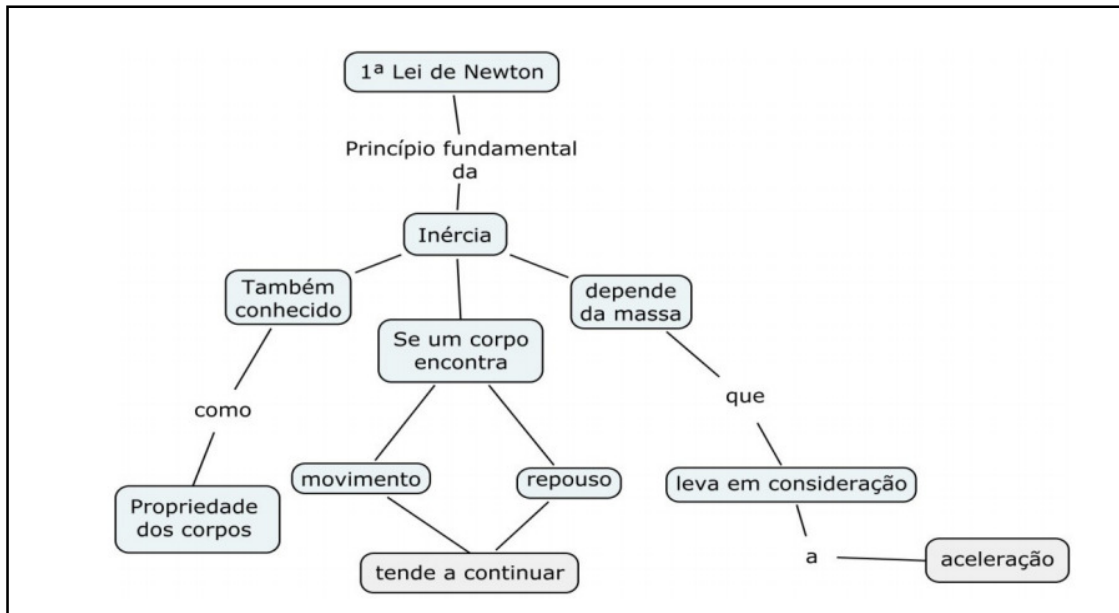 1ª Lei de Newton
Princípio fundamental
da
Inércia
Também
conhecido
depende
da massa
Se um corpo
encontra
como
que
movimento
repouso
leva em consideração
Propriedade
dos corpos
tende a continuar
a
aceleração